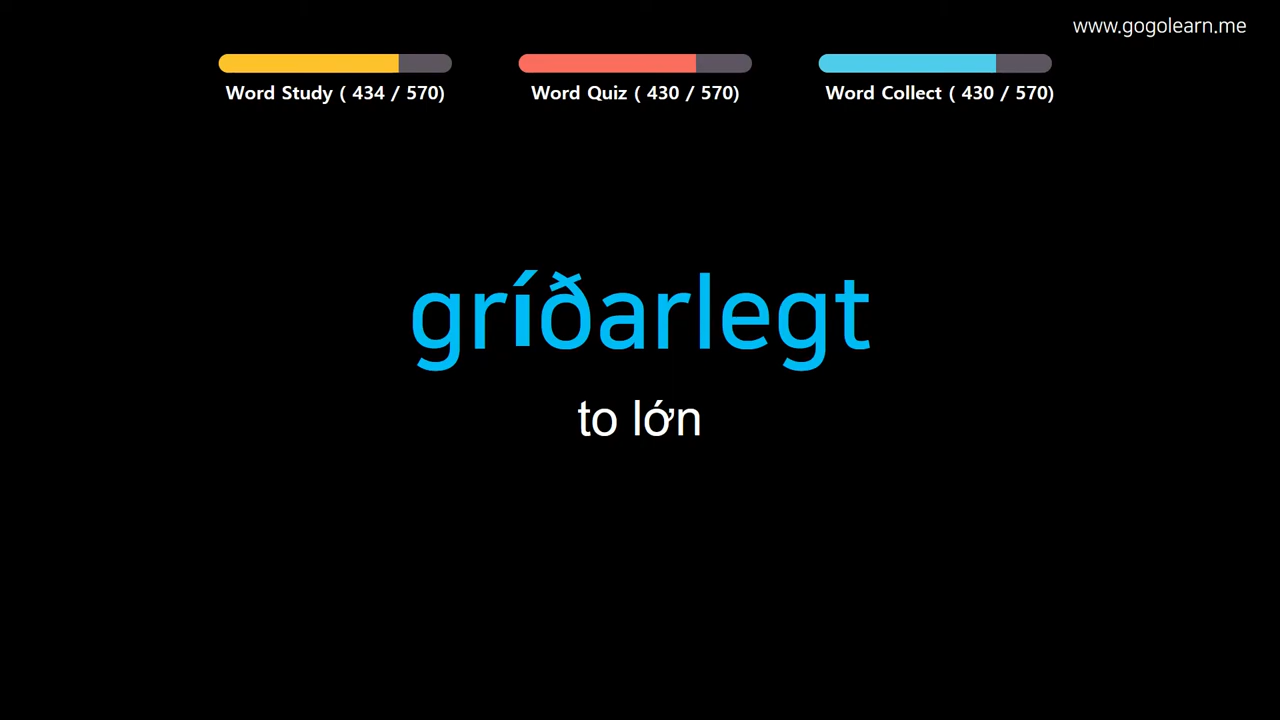 www.gogolearn.me
Word Study ( 434 / 570)
Word Quiz ( 430 / 570)
Word Collect ( 430 / 570)
gríðarlegt
to lớn